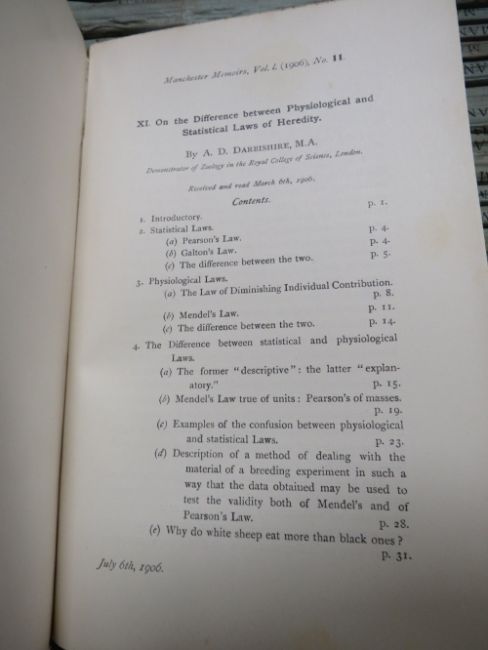 Manchester Memoirs, Vol. l. (1906), No. 11.
XI. On the Difference between Physiological and
Statistical Laws of Heredity.
By A. D. DARBISHIRE, M.A.
Demonstrator of Zoology in the Royal College of Science, London.
Received and read March 6th, 1906.
Contents.
1. Introductory. p. 1.
2. Statistical Laws.
(a) Pearson's Law. p. 4.
(b) Galton's Law. p. 4.
(c) The difference between the two. p. 5.
3. Physiological Laws.
(a) The Law of Diminishing Individual Contribution.
p. 8.
(b) Mendel's Law. p. 11.
(c) The difference between the two. p. 14.
4. The Difference between statistical and physiological
Laws.
(a) The former "descriptive": the latter "explan-
atory." p. 15.
(b) Mendel's Law true of units: Pearson's of masses.
p. 19.
(c) Examples of the confusion between physiological
and statistical Laws. p. 23.
(d) Description of a method of dealing with the
material of a breeding experiment in such a
way that the data obtained may be used to
test the validity both of Mendel's and of
Pearson's Law. p. 28.
(e) Why do white sheep eat more than black ones?
p. 31.
July 6th, 1906.